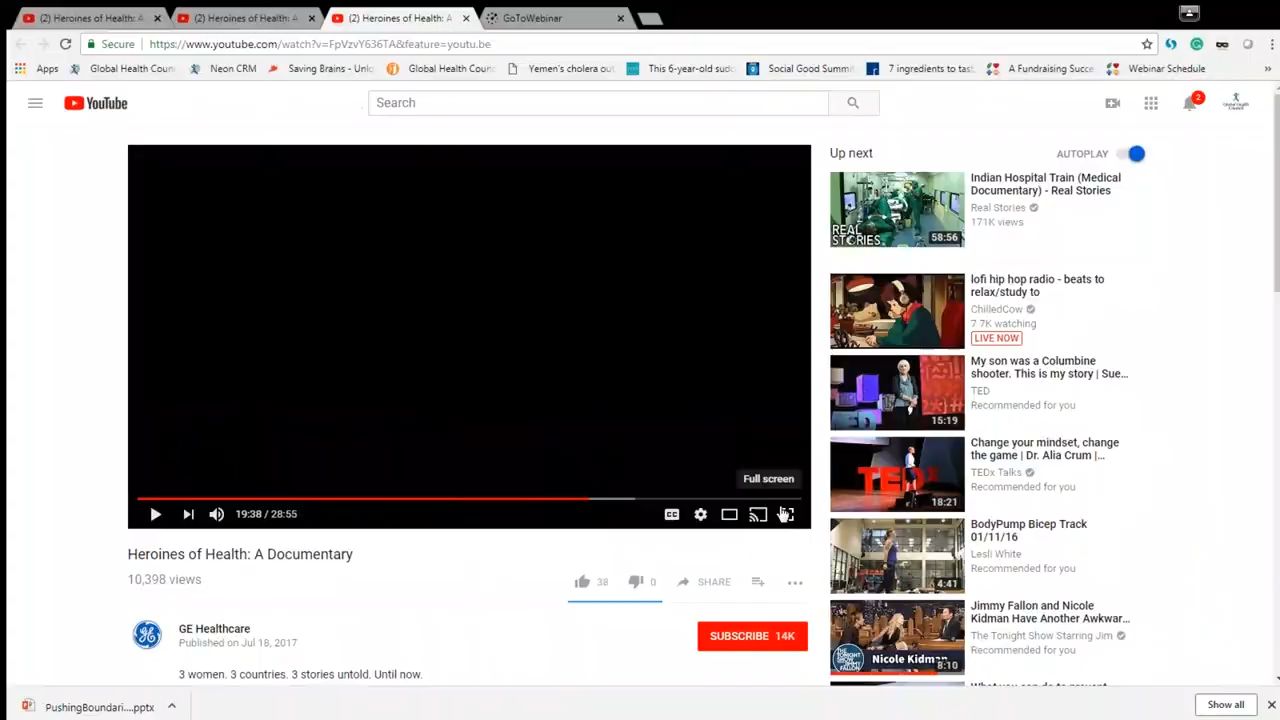 (2) Heroines of Health: A
(2) Heroines of Health: A
(2) Heroines of Health: A
GoToWebinar
Secure
https://www.youtube.com/watch?v=FpVzvY636TA&feature=youtu.be
Apps
Global Health Coun
Neon CRM
Saving Brains - Uniq
Global Health Counc
Yemen's cholera out
This 6-year-old sudo
Social Good Summit
7 ingredients to tast
A Fundraising Succe
Webinar Schedule
»
YouTube
Search
2
Up next
AUTOPLAY
Indian Hospital Train (Medical
Documentary) - Real Stories
Real Stories
171K views
REAL
STORIES
58:56
lofi hip hop radio - beats to
relax/study to
ChilledCow
7.7K watching
LIVE NOW
My son was a Columbine
shooter. This is my story | Sue...
TED
Recommended for you
15:19
Change your mindset, change
the game | Dr. Alia Crum |...
TEDx Talks
Recommended for you
TEDx
18:21
BodyPump Bicep Track
01/11/16
Lesli White
Recommended for you
4:41
Jimmy Fallon and Nicole
Kidman Have Another Awkwar...
The Tonight Show Starring Jim
Recommended for you
Nicole Kidman
8:10
Full screen
19:38 / 28:55
CC
Heroines of Health: A Documentary
10,398 views
38
0
SHARE
GE Healthcare
Published on Jul 18, 2017
SUBSCRIBE 14K
3 women. 3 countries. 3 stories untold. Until now.
PushingBoundari....pptx
Show all